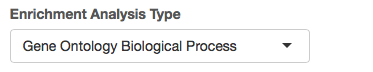 Enrichment Analysis Type
Gene Ontology Biological Process